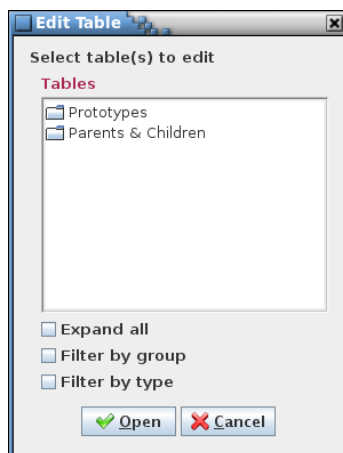 Edit Table
Select table(s) to edit
Tables
Prototypes
Parents & Children
Expand all
Filter by group
Filter by type
Open Cancel